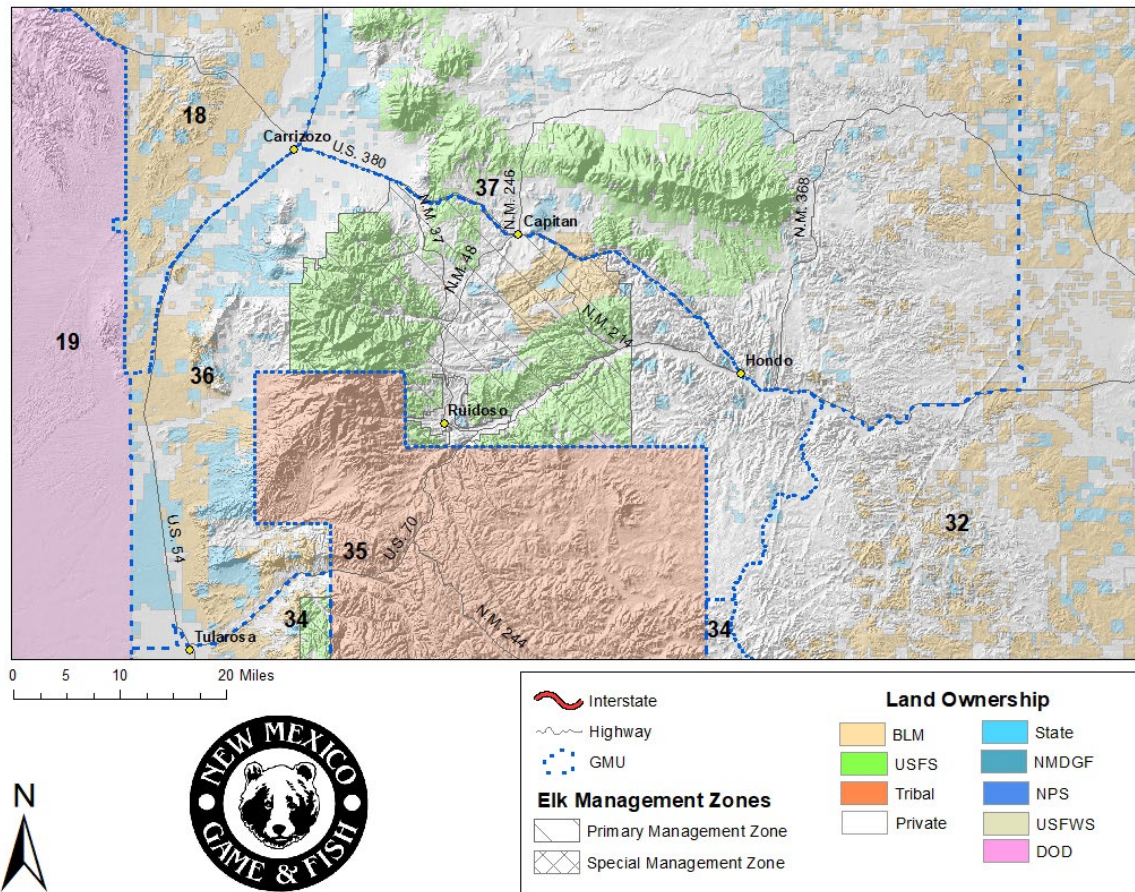 18
Carrizozo
U.S. 380
37
N.M. 246
N.M. 37
Capitan
N.M. 368
N.M. 48
19
N.M. 214
36
Hondo
Ruidoso
U.S. 54
35
U.S. 70
32
34
N.M. 244
34
Tularosa
0 5 10 20 Miles
N
NEW MEXICO
GAME & FISH
Interstate
Highway
GMU
Elk Management Zones
Primary Management Zone
Special Management Zone
Land Ownership
BLM
USFS
Tribal
Private
State
NMDGF
NPS
USFWS
DOD